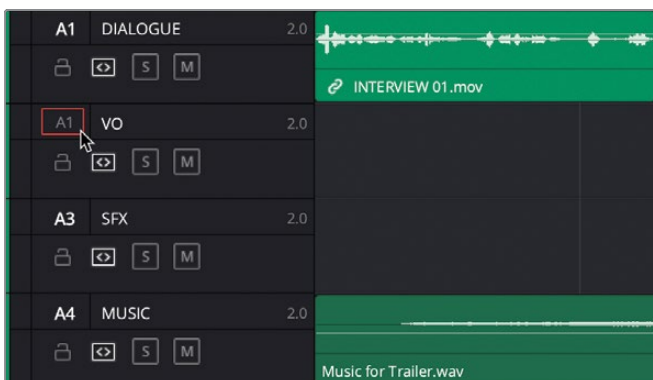 A1 DIALOGUE 2.0
S M
INTERVIEW 01.mov
A1 VO 2.0
S M
A3 SFX 2.0
S M
A4 MUSIC 2.0
S M
Music for Trailer.wav